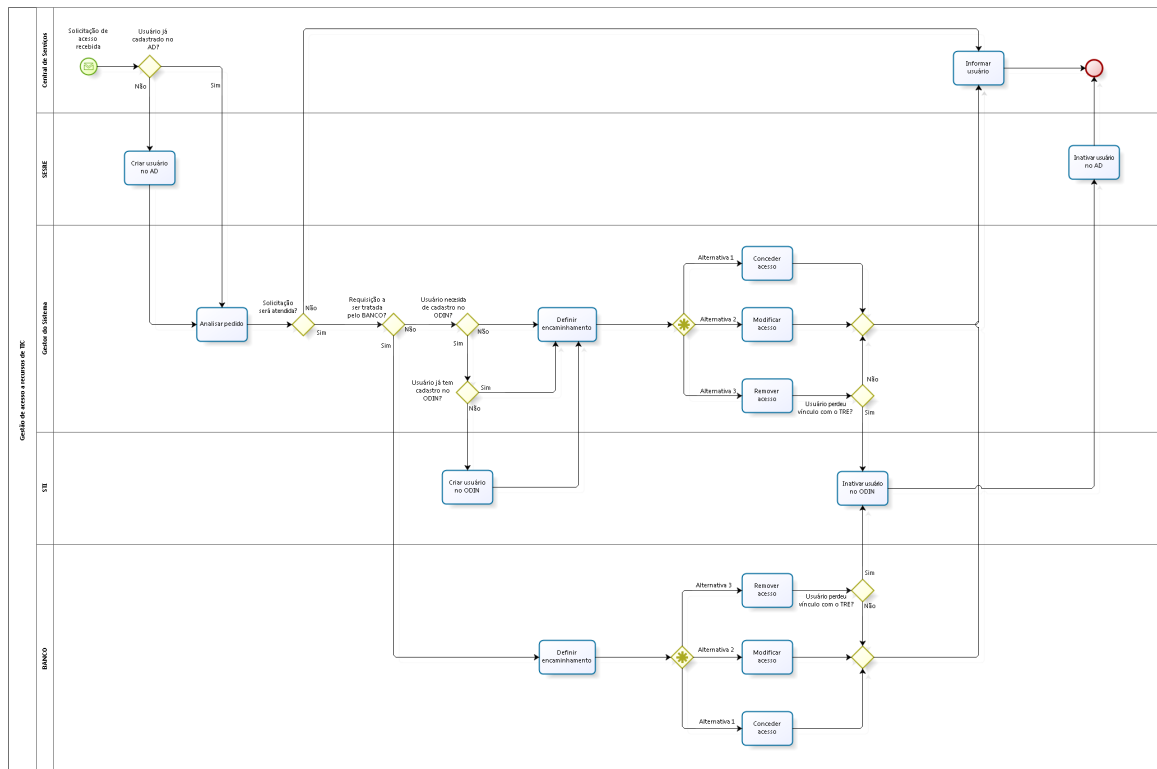 Gestão de acesso a recursos de TIC
Central de Serviços
Solicitação de
acesso
recebida
Usuário já
cadastrado no
AD?
Não
Sim
Informar
usuário
SESRE
Criar usuário
no AD
Inativar usuário
no AD
Gestor do Sistema
Analisar pedido
Solicitação
será atendida?
Não
Sim
Requisição a
ser tratada
pelo BANCO?
Não
Sim
Usuário necessita
de cadastro no
ODIN?
Não
Sim
Usuário já tem
cadastro no
ODIN?
Sim
Não
Definir
encaminhamento
Alternativa 1
Conceder
acesso
Alternativa 2
Modificar
acesso
Alternativa 3
Remover
acesso
Usuário perdeu
vínculo com o TRE?
Não
Sim
STI
Criar usuário
no ODIN
Inativar usuário
no ODIN
BANCO
Definir
encaminhamento
Alternativa 3
Remover
acesso
Usuário perdeu
vínculo com o TRE?
Sim
Não
Alternativa 2
Modificar
acesso
Alternativa 1
Conceder
acesso